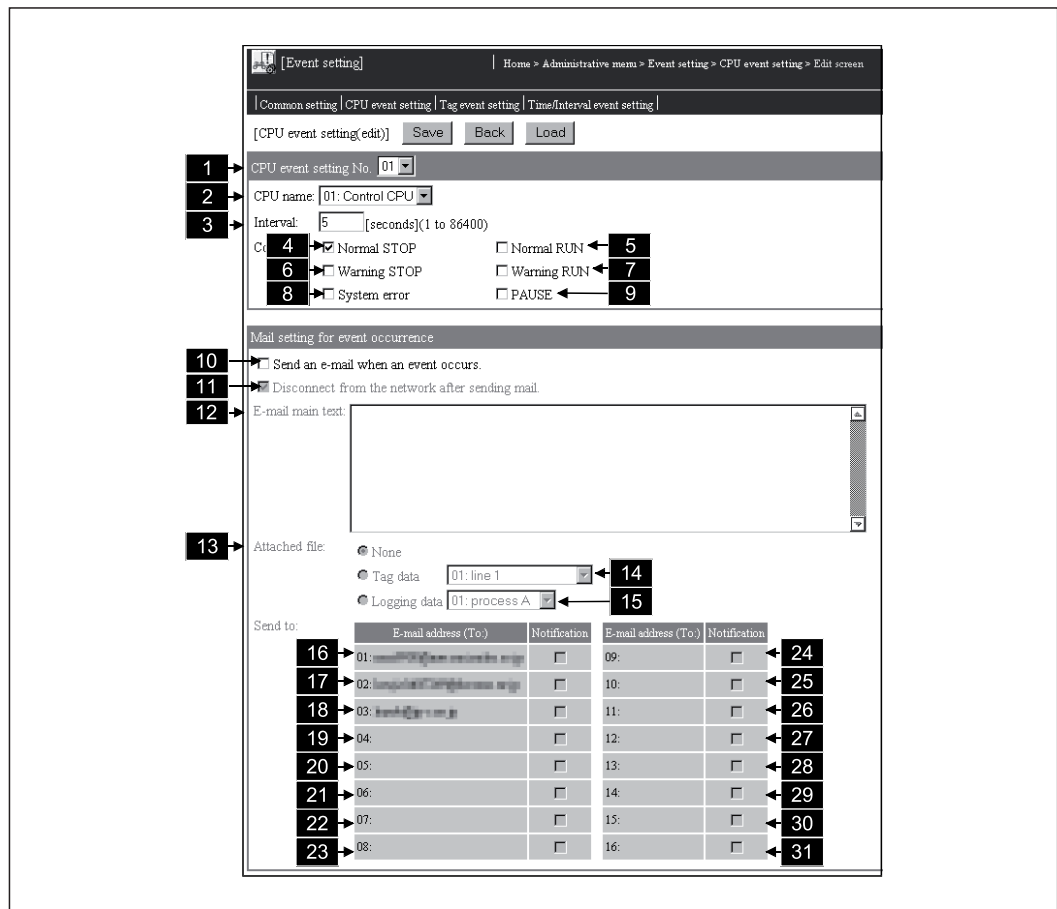 [Event setting] | Home > Administrative menu > Event setting > CPU event setting > Edit screen
|Common setting|CPU event setting|Tag event setting|Time/Interval event setting|
[CPU event setting(edit)] Save Back Load
1 CPU event setting No. 01
2 CPU name: 01: Control CPU
3 Interval: 5 [seconds](1 to 86400)
4 Normal STOP Normal RUN 5
6 Warning STOP Warning RUN 7
8 System error PAUSE 9
Mail setting for event occurrence
10 Send an e-mail when an event occurs.
11 Disconnect from the network after sending mail.
12 E-mail main text:
13 Attached file: None
Tag data 01: line 1 14
Logging data 01: process A 15
Send to: E-mail address (To:) Notification E-mail address (To:) Notification
16 01: 09: 24
17 02: 10: 25
18 03: 11: 26
19 04: 12: 27
20 05: 13: 28
21 06: 14: 29
22 07: 15: 30
23 08: 16: 31